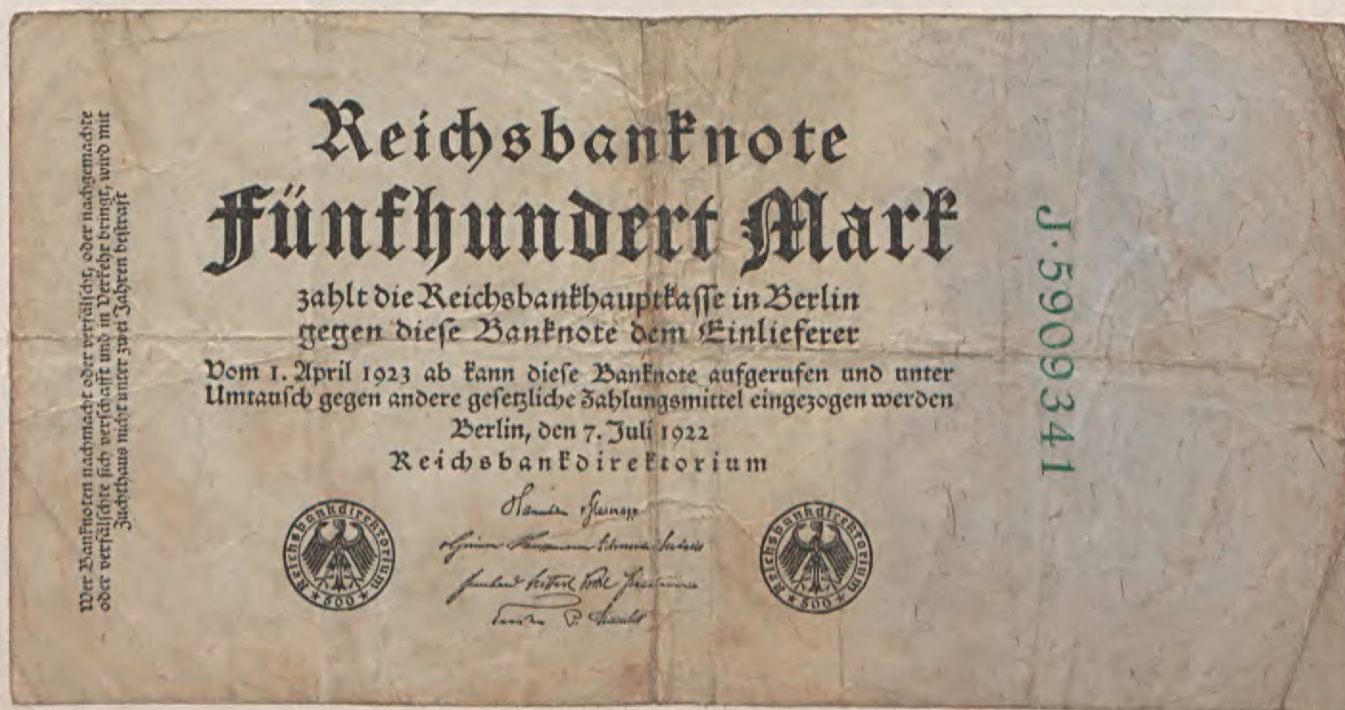 Wer Banknoten nachmacht oder verfälscht, oder nachgemachte
oder verfälschte sich verschafft und in Verkehr bringt, wird mit
Zuchthaus nicht unter zwei Jahren bestraft
Reichsbanknote
Fünfhundert Mark
zahlt die Reichsbankhauptkasse in Berlin
gegen diese Banknote dem Einlieferer
Vom 1. April 1923 ab kann diese Banknote aufgerufen und unter
Umtausch gegen andere gesetzliche Zahlungsmittel eingezogen werden
Berlin, den 7. Juli 1922
Reichsbankdirektorium
Reichsbankdirektorium * 500 *
Reichsbankdirektorium * 500 *
J·5909341